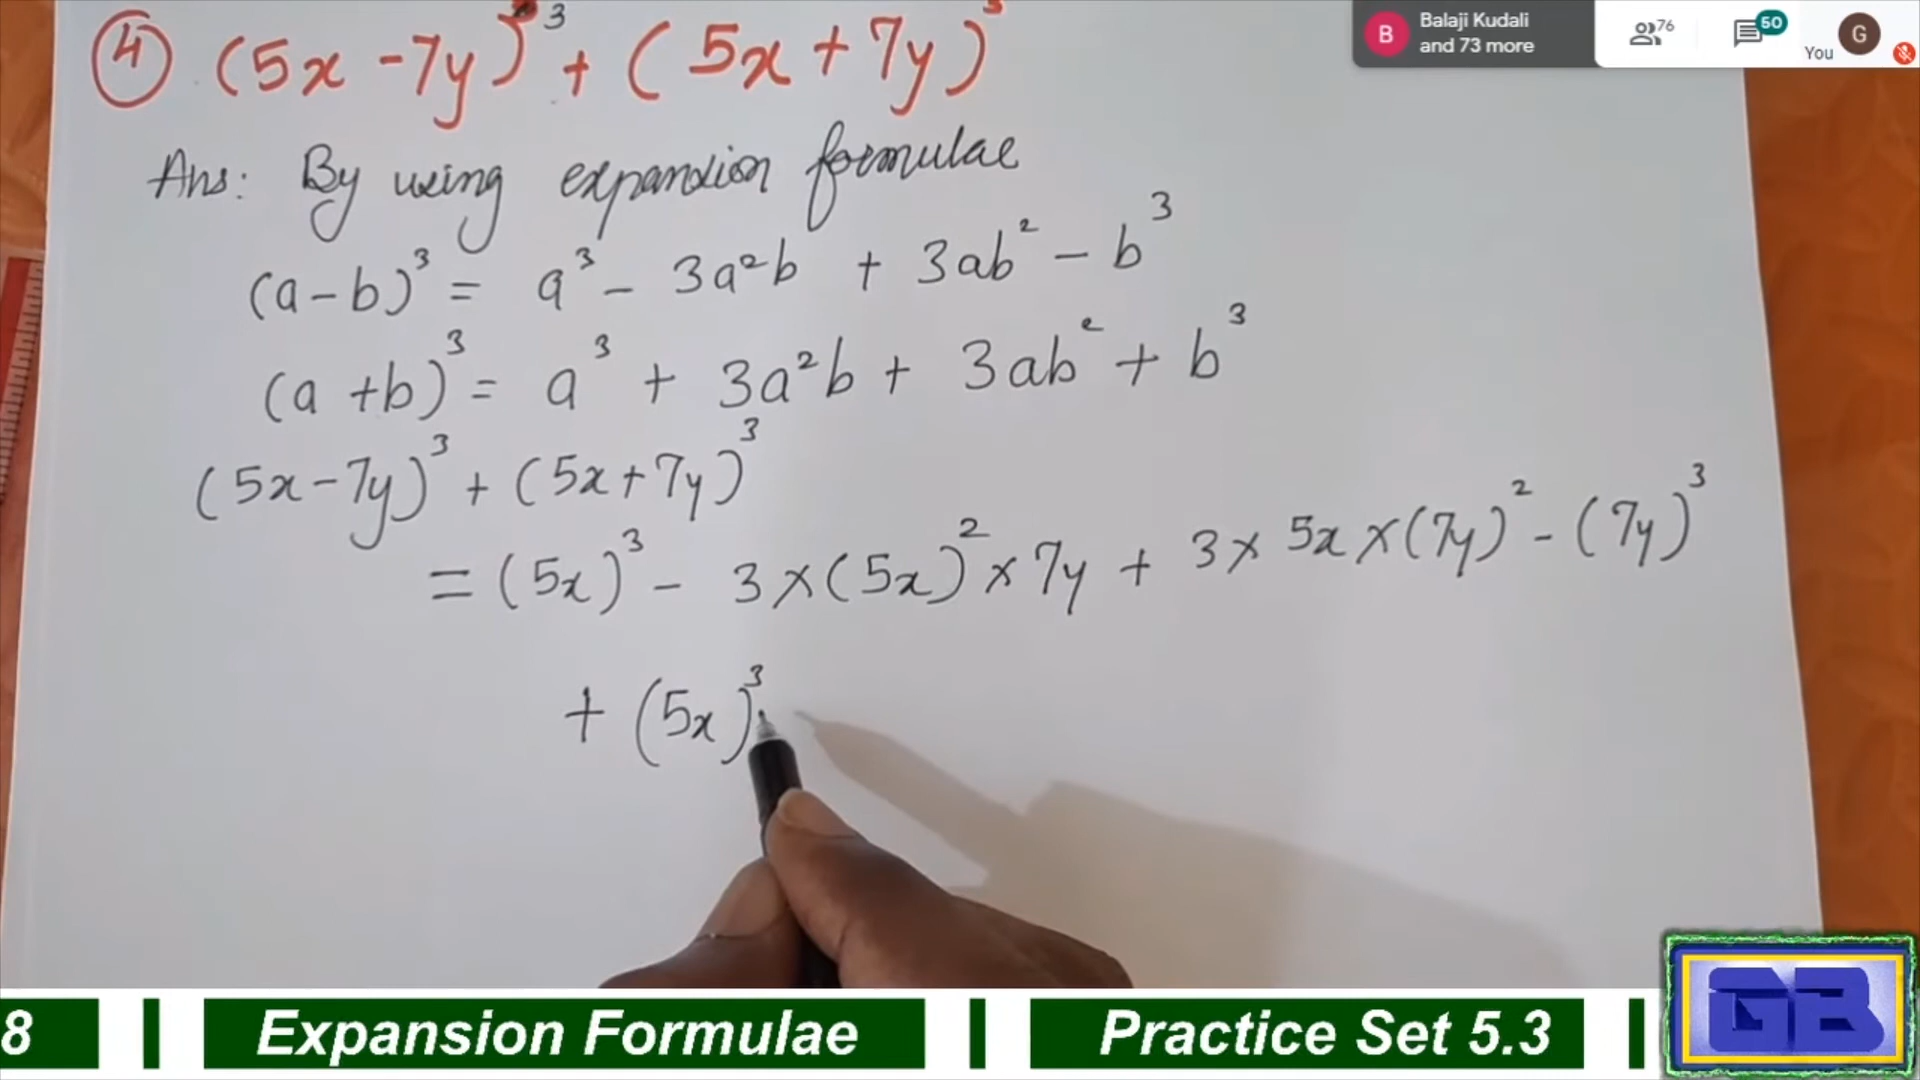 ④ (5x - 7y)³ + (5x + 7y)³
Ans: By using expansion formulae
(a - b)³ = a³ - 3a²b + 3ab² - b³
(a + b)³ = a³ + 3a²b + 3ab² + b³
(5x - 7y)³ + (5x + 7y)³
= (5x)³ - 3 × (5x)² × 7y + 3 × 5x × (7y)² - (7y)³
+ (5x)³
B
Balaji Kudali
and 73 more
76
50
You
G
8 | Expansion Formulae | Practice Set 5.3 |
GB